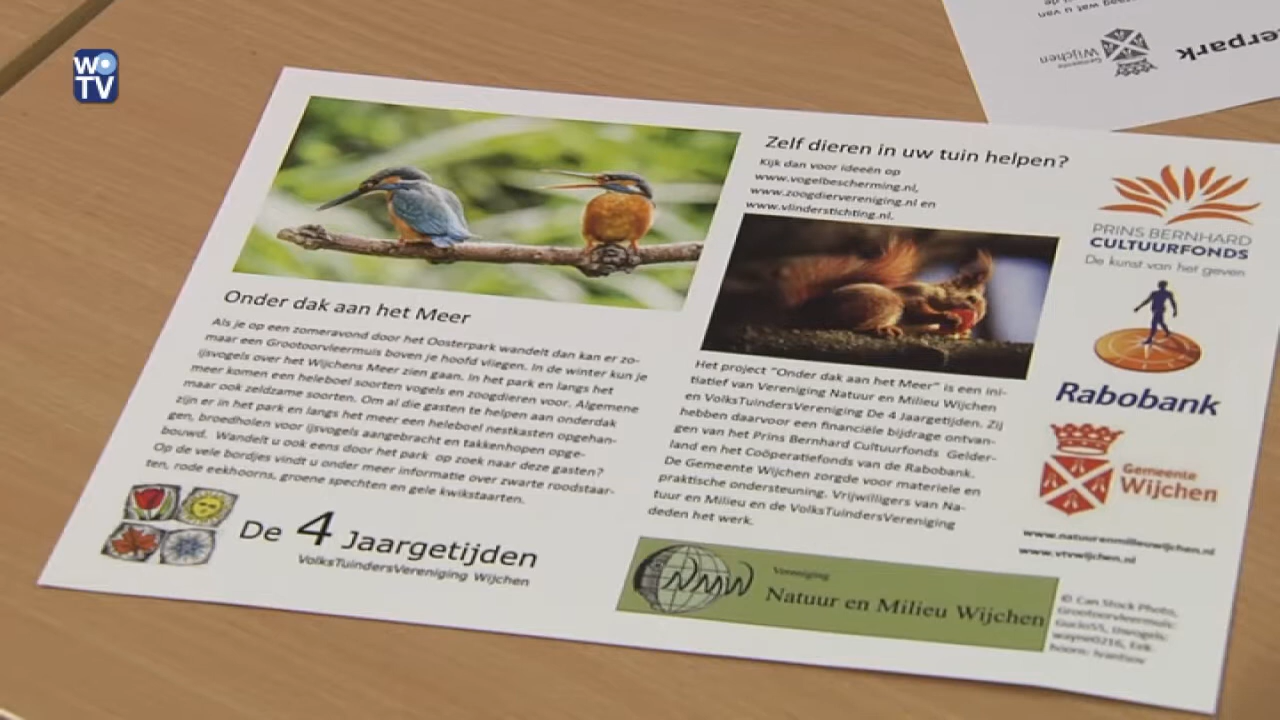 WOTV
Onder dak aan het Meer
Als je op een zomeravond door het Oosterpark wandelt dan kan er zo-
maar een Grootoorvleermuis boven je hoofd vliegen. In de winter kun je
ijsvogels over het Wijchens Meer zien gaan. In het park en langs het
meer komen een heleboel soorten vogels en zoogdieren voor. Algemene
maar ook zeldzame soorten. Om al die gasten te helpen aan onderdak
zijn er in het park en langs het meer een heleboel nestkasten opgehan-
gen, broedholen voor ijsvogels aangebracht en takkenhopen opge-
bouwd. Wandelt u ook eens door het park op zoek naar deze gasten?
Op de vele bordjes vindt u onder meer informatie over zwarte roodstaar-
ten, rode eekhoorns, groene spechten en gele kwikstaarten.
De 4 Jaargetijden
VolksTuindersVereniging Wijchen
Zelf dieren in uw tuin helpen?
Kijk dan voor ideeën op
www.vogelbescherming.nl,
www.zoogdiervereniging.nl en
www.vlinderstichting.nl.
Het project "Onder dak aan het Meer" is een ini-
tiatief van Vereniging Natuur en Milieu Wijchen
en VolksTuindersVereniging De 4 Jaargetijden. Zij
hebben daarvoor een financiële bijdrage ontvan-
gen van het Prins Bernhard Cultuurfonds Gelder-
land en het Coöperatiefonds van de Rabobank.
De Gemeente Wijchen zorgde voor materiele en
praktische ondersteuning. Vrijwilligers van Na-
tuur en Milieu en de VolksTuindersVereniging
deden het werk.
NMW
Vereniging
Natuur en Milieu Wijchen
PRINS BERNHARD
CULTUURFONDS
De kunst van het geven
Rabobank
Gemeente
Wijchen
www.natuurenmilieuwijchen.nl
www.vtvwijchen.nl
© Can Stock Photo,
Grootoorvleermuis:
wayne0216, Eek-
hoorn:
Gemeente
Wijchen